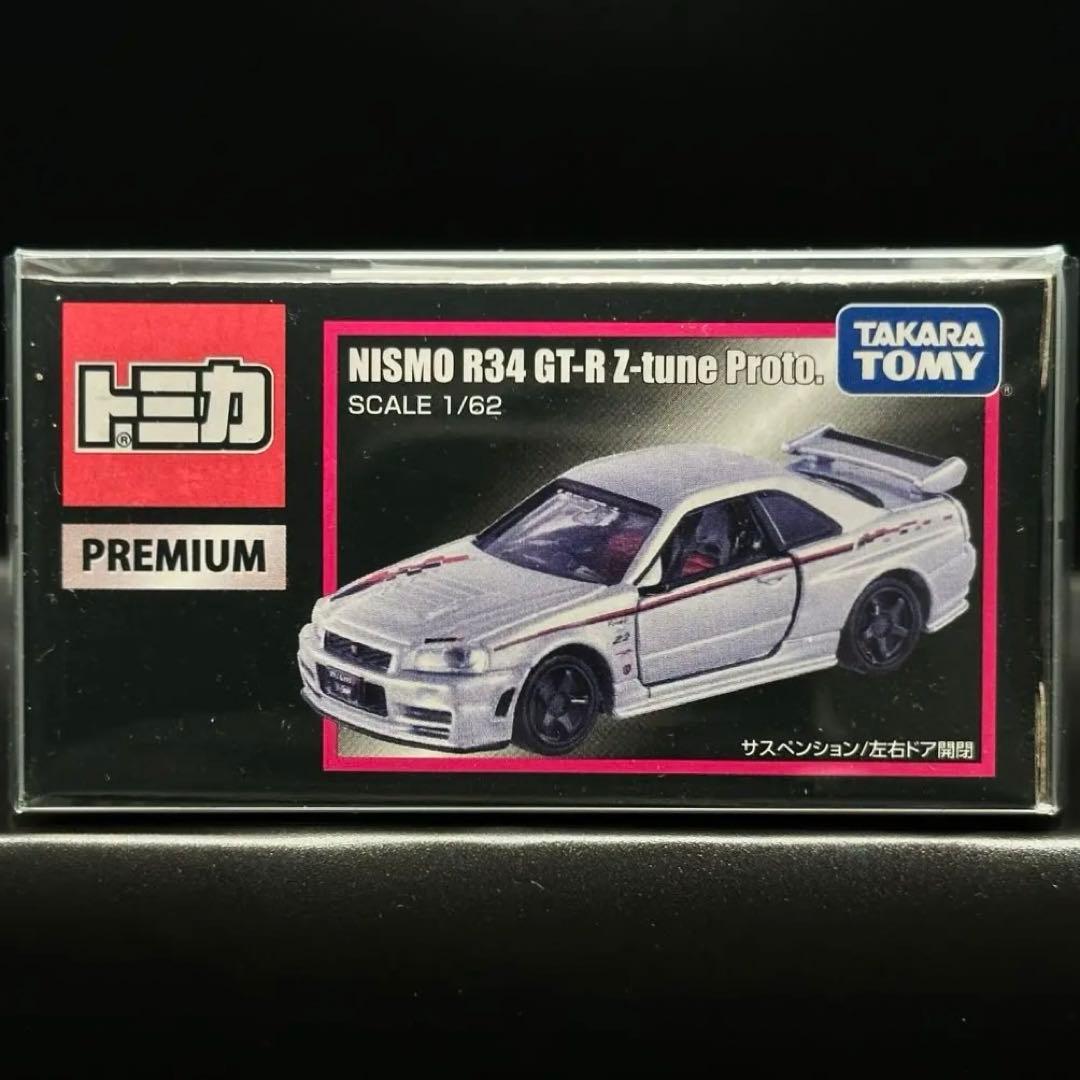 トミカ
®
PREMIUM
NISMO R34 GT-R Z-tune Proto.
SCALE 1/62
TAKARA
TOMY
®
サスペンション/左右ドア開閉